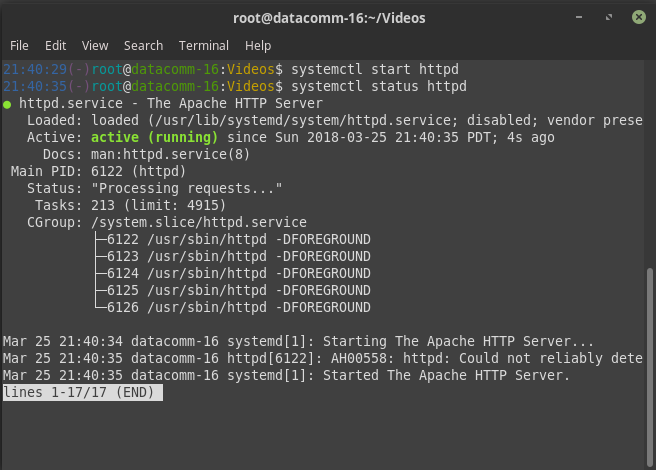 root@datacomm-16:~/Videos
File Edit View Search Terminal Help
21:40:29(-)root@datacomm-16:Videos$ systemctl start httpd
21:40:35(-)root@datacomm-16:Videos$ systemctl status httpd
● httpd.service - The Apache HTTP Server
Loaded: loaded (/usr/lib/systemd/system/httpd.service; disabled; vendor prese
Active: active (running) since Sun 2018-03-25 21:40:35 PDT; 4s ago
Docs: man:httpd.service(8)
Main PID: 6122 (httpd)
Status: "Processing requests..."
Tasks: 213 (limit: 4915)
CGroup: /system.slice/httpd.service
├─6122 /usr/sbin/httpd -DFOREGROUND
├─6123 /usr/sbin/httpd -DFOREGROUND
├─6124 /usr/sbin/httpd -DFOREGROUND
├─6125 /usr/sbin/httpd -DFOREGROUND
└─6126 /usr/sbin/httpd -DFOREGROUND
Mar 25 21:40:34 datacomm-16 systemd[1]: Starting The Apache HTTP Server...
Mar 25 21:40:35 datacomm-16 httpd[6122]: AH00558: httpd: Could not reliably dete
Mar 25 21:40:35 datacomm-16 systemd[1]: Started The Apache HTTP Server.
lines 1-17/17 (END)